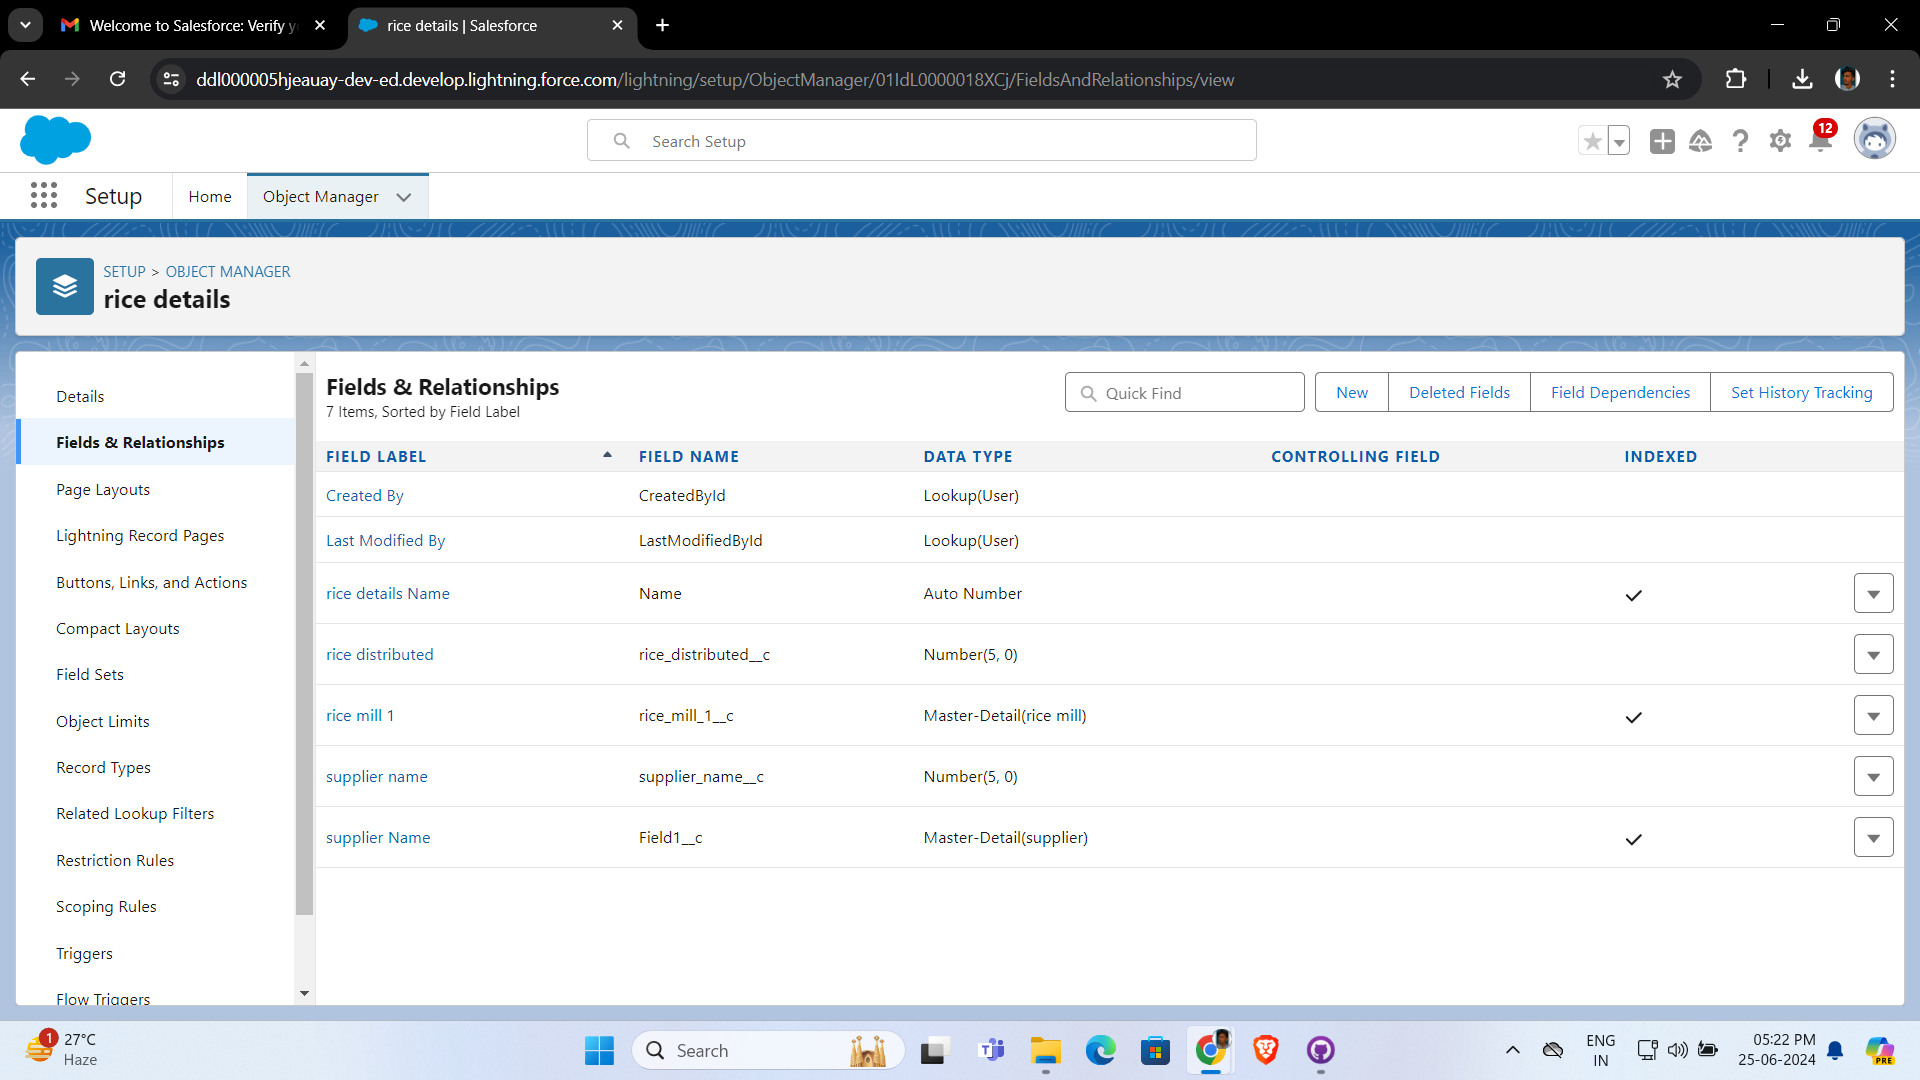 Welcome to Salesforce: Verify y
rice details | Salesforce
ddl000005hjeauay-dev-ed.develop.lightning.force.com/lightning/setup/ObjectManager/01IdL0000018XCj/FieldsAndRelationships/view
Search Setup
12
Setup
Home
Object Manager
SETUP > OBJECT MANAGER
rice details
Details
Fields & Relationships
Page Layouts
Lightning Record Pages
Buttons, Links, and Actions
Compact Layouts
Field Sets
Object Limits
Record Types
Related Lookup Filters
Restriction Rules
Scoping Rules
Triggers
Flow Triggers
Fields & Relationships
7 Items, Sorted by Field Label
Quick Find
New
Deleted Fields
Field Dependencies
Set History Tracking
FIELD LABEL FIELD NAME DATA TYPE CONTROLLING FIELD INDEXED
Created By CreatedById Lookup(User)
Last Modified By LastModifiedById Lookup(User)
rice details Name Name Auto Number
rice distributed rice_distributed__c Number(5, 0)
rice mill 1 rice_mill_1__c Master-Detail(rice mill)
supplier name supplier_name__c Number(5, 0)
supplier Name Field1__c Master-Detail(supplier)
1
27°C
Haze
Search
ENG
IN
05:22 PM
25-06-2024
PRE